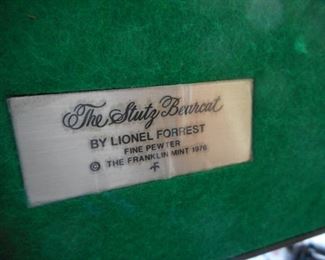 The Stutz Bearcat
BY LIONEL FORREST
FINE PEWTER
© THE FRANKLIN MINT 1976